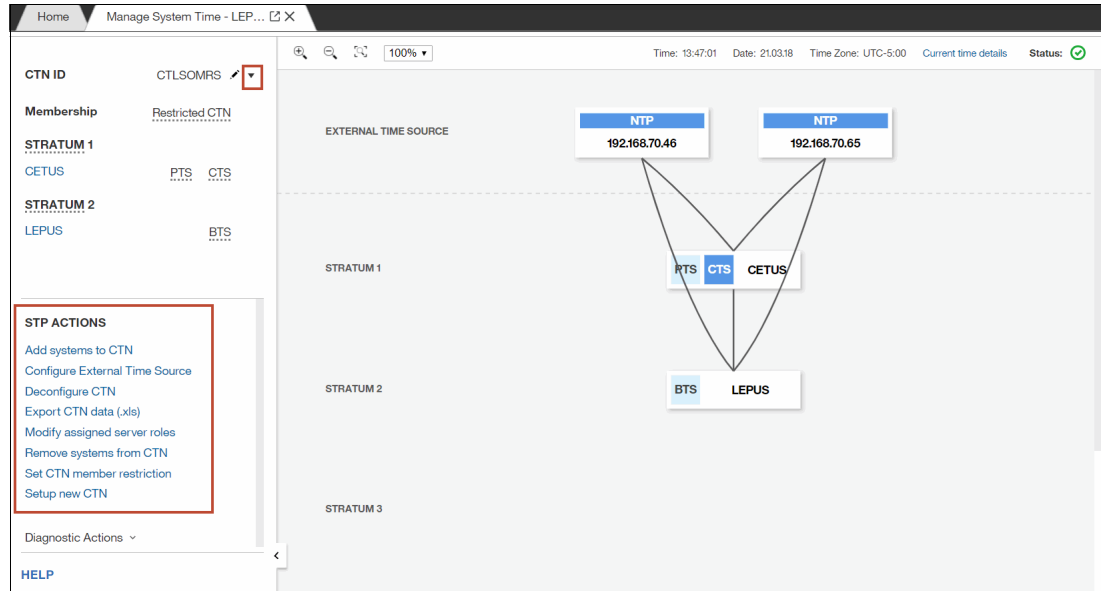 Home
Manage System Time - LEP...
100%
Time: 13:47:01 Date: 21.03.18 Time Zone: UTC-5:00 Current time details Status:
CTN ID CTLSOMRS
Membership Restricted CTN
STRATUM 1
CETUS PTS CTS
STRATUM 2
LEPUS BTS
STP ACTIONS
Add systems to CTN
Configure External Time Source
Deconfigure CTN
Export CTN data (.xls)
Modify assigned server roles
Remove systems from CTN
Set CTN member restriction
Setup new CTN
Diagnostic Actions
HELP
EXTERNAL TIME SOURCE
NTP
192.168.70.46
NTP
192.168.70.65
STRATUM 1
PTS CTS CETUS
STRATUM 2
BTS LEPUS
STRATUM 3